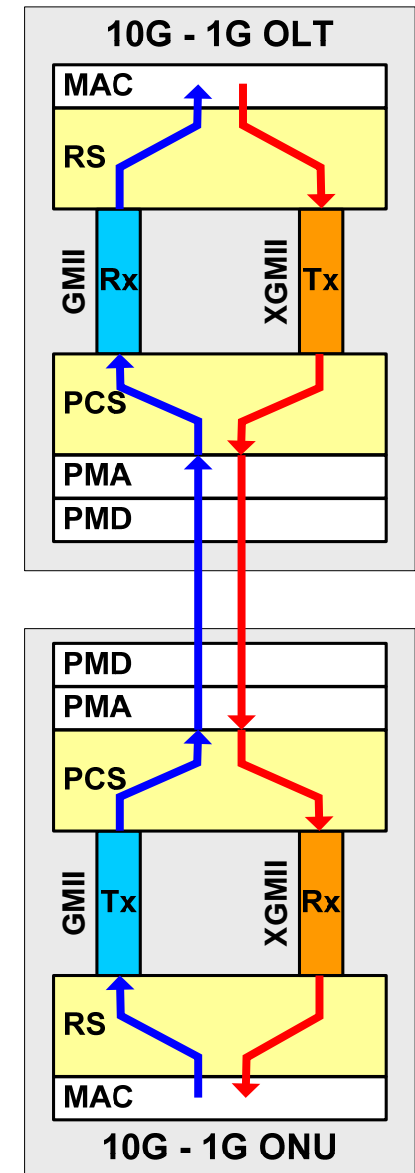 10G - 1G OLT
MAC
RS
GMII
Rx
XGMII
Tx
PCS
PMA
PMD
PMD
PMA
PCS
GMII
Tx
XGMII
Rx
RS
MAC
10G - 1G ONU